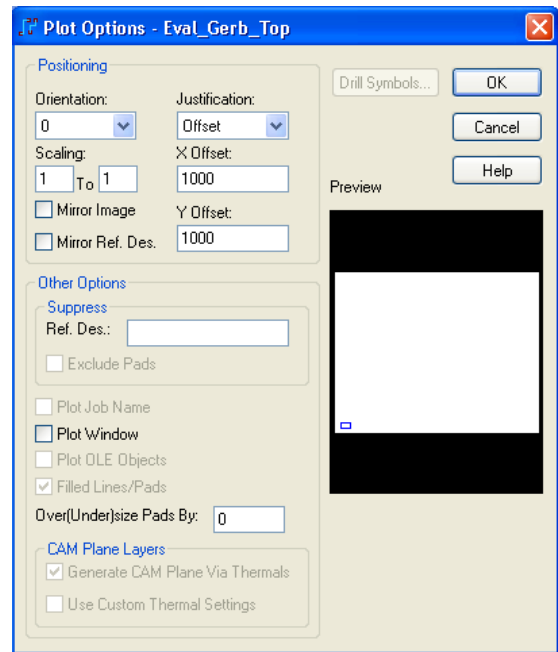 Plot Options - Eval_Gerb_Top
Positioning
Orientation:
Justification:
0
Offset
Scaling:
X Offset:
1 To 1
1000
Mirror Image
Y Offset:
Mirror Ref. Des.
1000
Drill Symbols...
OK
Cancel
Help
Preview
Other Options
Suppress
Ref. Des.:
Exclude Pads
Plot Job Name
Plot Window
Plot OLE Objects
Filled Lines/Pads
Over(Under)size Pads By: 0
CAM Plane Layers
Generate CAM Plane Via Thermals
Use Custom Thermal Settings